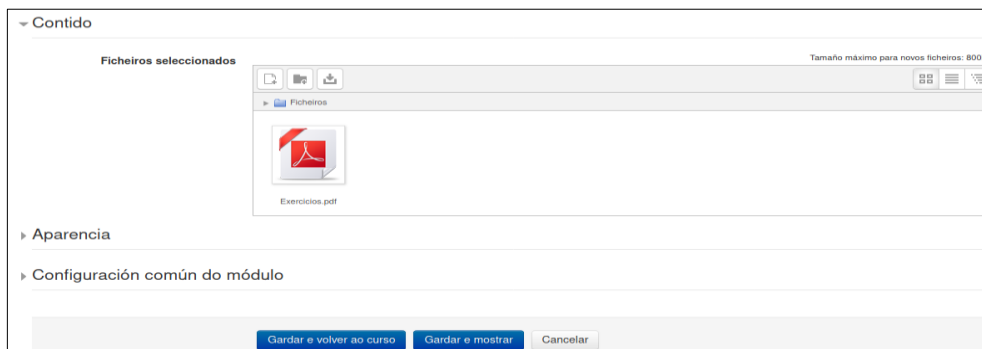 Contido
Ficheiros seleccionados
Tamaño máximo para novos ficheiros: 800
Ficheiros
Exercicios.pdf
Aparencia
Configuración común do módulo
Gardar e volver ao curso
Gardar e mostrar
Cancelar